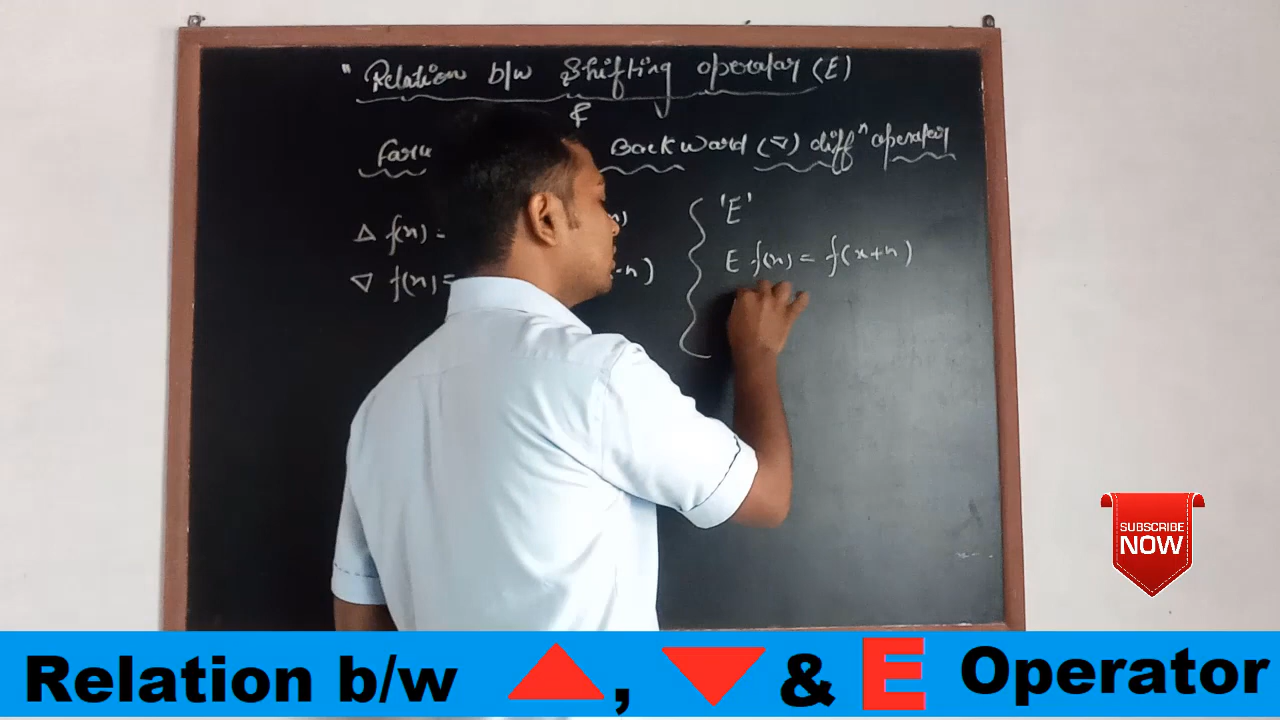 " Relation b/w Shifting operator (E)
&
Backward (∇) diffⁿ operator
Δ f(x) =
∇ f(x) =
'E'
E f(x) = f(x+h)
SUBSCRIBE
NOW
Relation b/w ▲, ▼ & E Operator